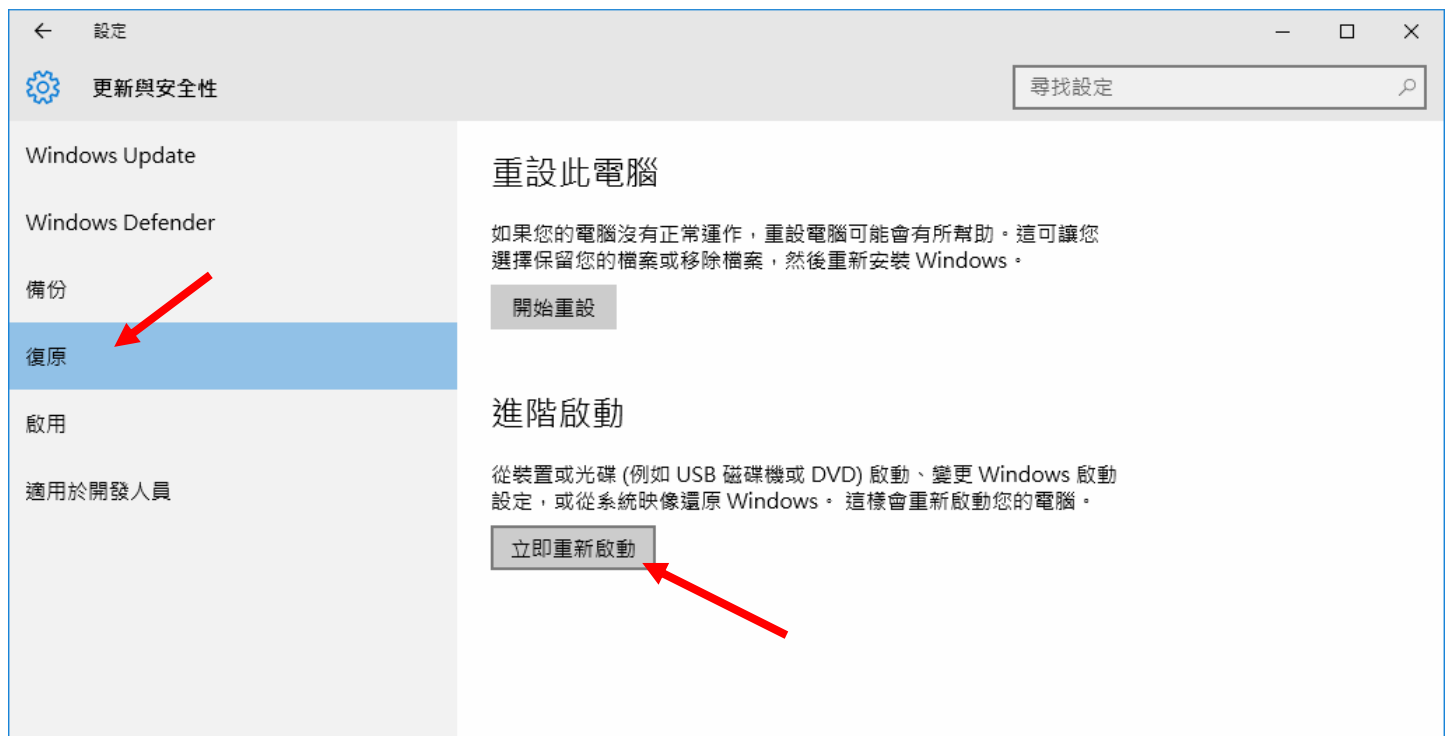 設定
更新與安全性
尋找設定
Windows Update
Windows Defender
備份
復原
啟用
適用於開發人員
重設此電腦
如果您的電腦沒有正常運作，重設電腦可能會有所幫助。這可讓您
選擇保留您的檔案或移除檔案，然後重新安裝 Windows。
開始重設
進階啟動
從裝置或光碟 (例如 USB 磁碟機或 DVD) 啟動、變更 Windows 啟動
設定，或從系統映像還原 Windows。 這樣會重新啟動您的電腦。
立即重新啟動